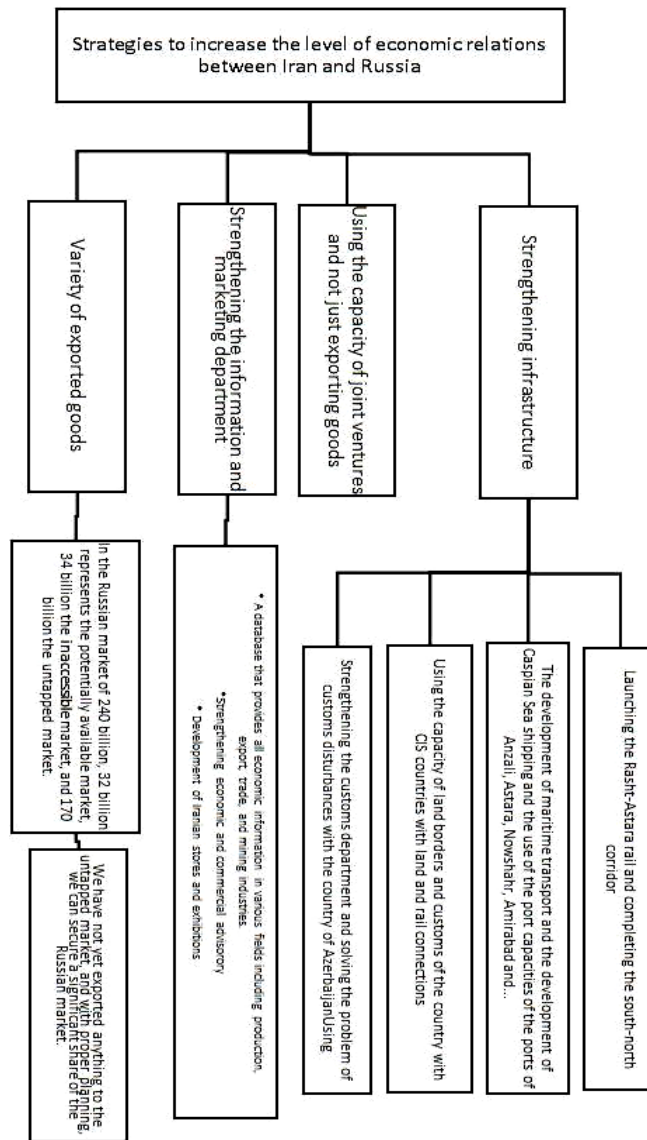 Strategies to increase the level of economic relations
between Iran and Russia
Strengthening infrastructure
Launching the Rasht-Astara rail and completing the south-north
corridor
The development of maritime transport and the development of
Caspian Sea shipping and the use of the port capacities of the ports of
Anzali, Astara, Nowshahr, Amirabad and...
Using the capacity of land borders and customs of the country with
CIS countries with land and rail connections
Strengthening the customs department and solving the problem of
customs disturbances with the country of AzerbaijanUsing
Using the capacity of joint ventures
and not just exporting goods
Strengthening the information and
marketing department
• A database that provides all economic information in various fields including production,
export, trade, and mining industries.
•Strengthening economic and commercial advisorory
• Development of Iranian stores and exhibitions
Variety of exported goods
In the Russian market of 240 billion, 32 billion
represents the potentially available market,
34 billion the inaccessible market, and 170
billion the untapped market.
We have not yet exported anything to the
untapped market, and with proper planning,
we can secure a significant share of the
Russian market.